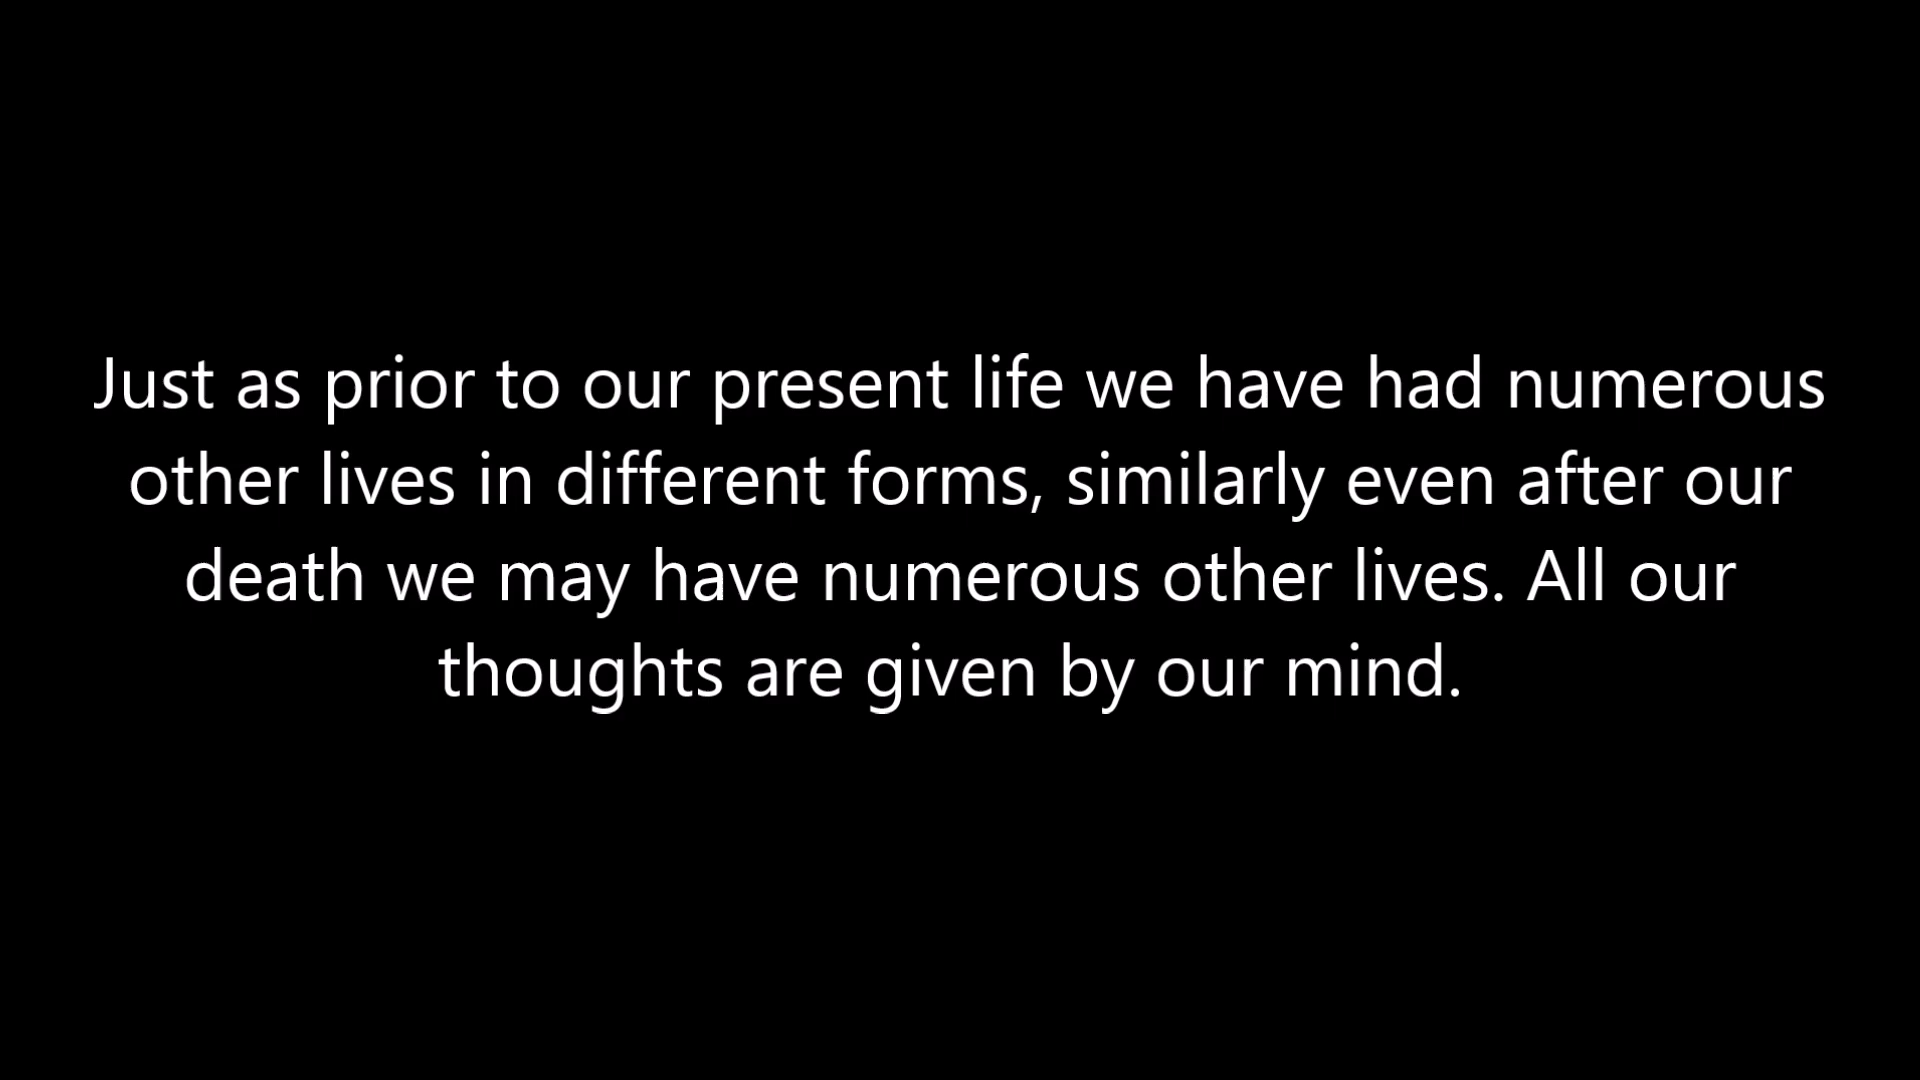 Just as prior to our present life we have had numerous
other lives in different forms, similarly even after our
death we may have numerous other lives. All our
thoughts are given by our mind.